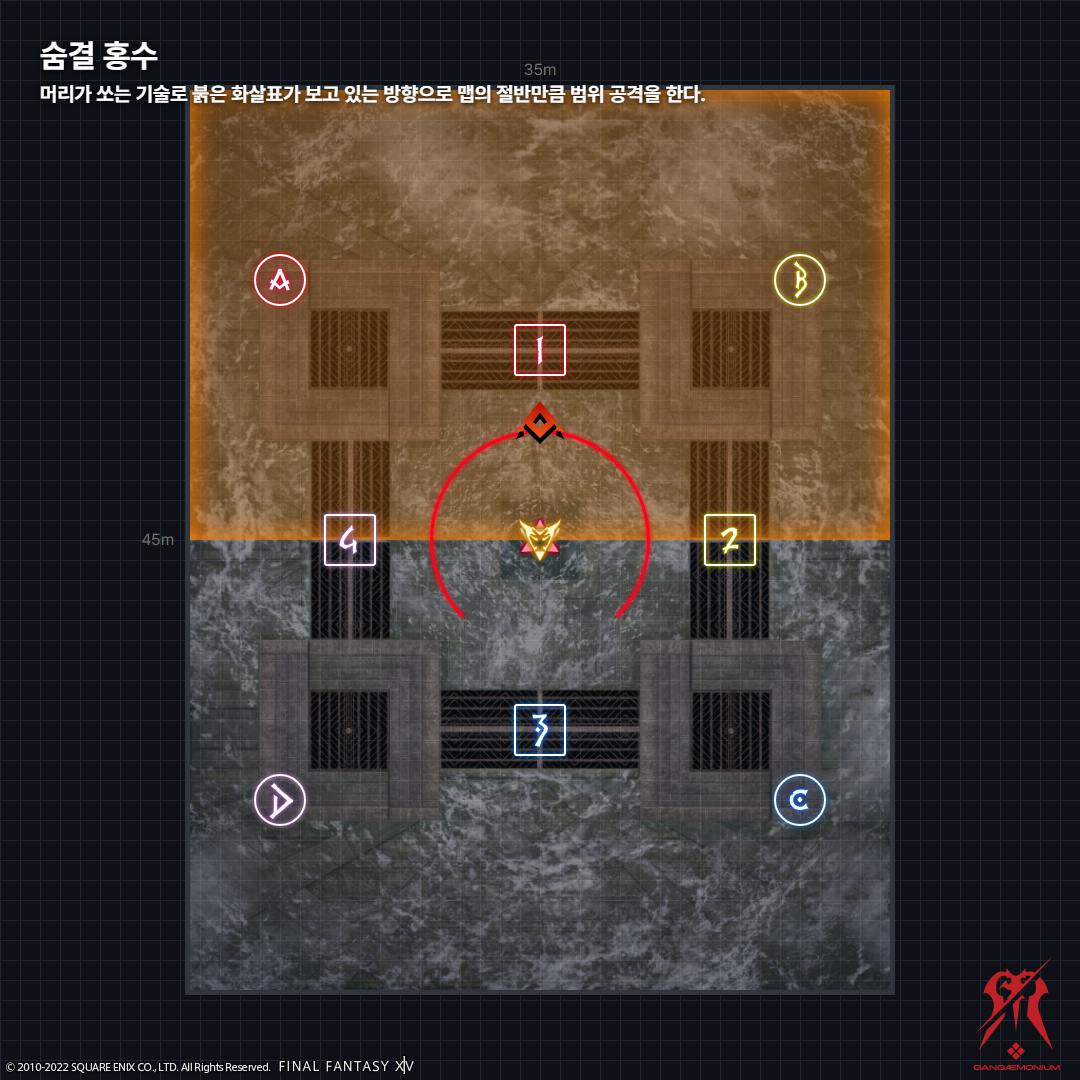 숨결 홍수
35m
머리가 쏘는 기술로 붉은 화살표가 보고 있는 방향으로 맵의 절반만큼 범위 공격을 한다.
A
B
1
45m
4
2
3
D
C
GANGÆMONIUM
© 2010-2022 SQUARE ENIX CO., LTD. All Rights Reserved. FINAL FANTASY XIV